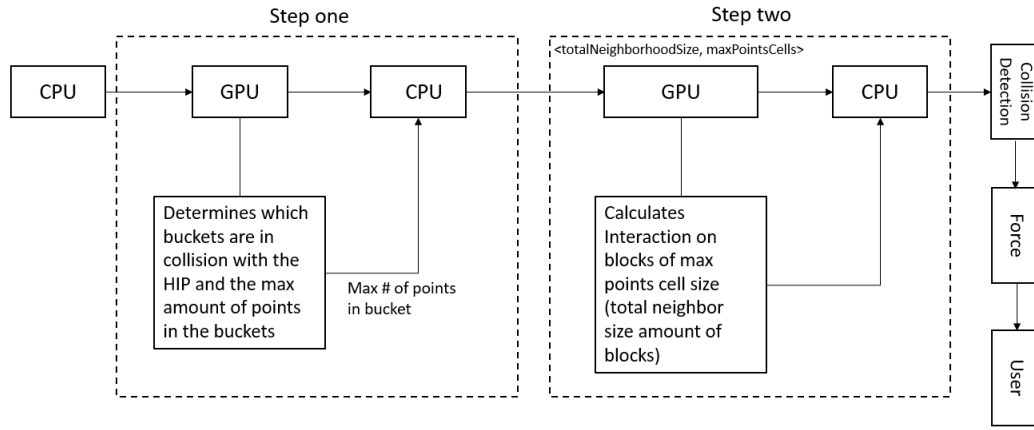 Step one
Step two
<totalNeighborhoodSize, maxPointsCells>
CPU
GPU
CPU
GPU
CPU
Collision
Detection
Determines which
buckets are in
collision with the
HIP and the max
amount of points
in the buckets
Max # of points
in bucket
Calculates
Interaction on
blocks of max
points cell size
(total neighbor
size amount of
blocks)
Force
User